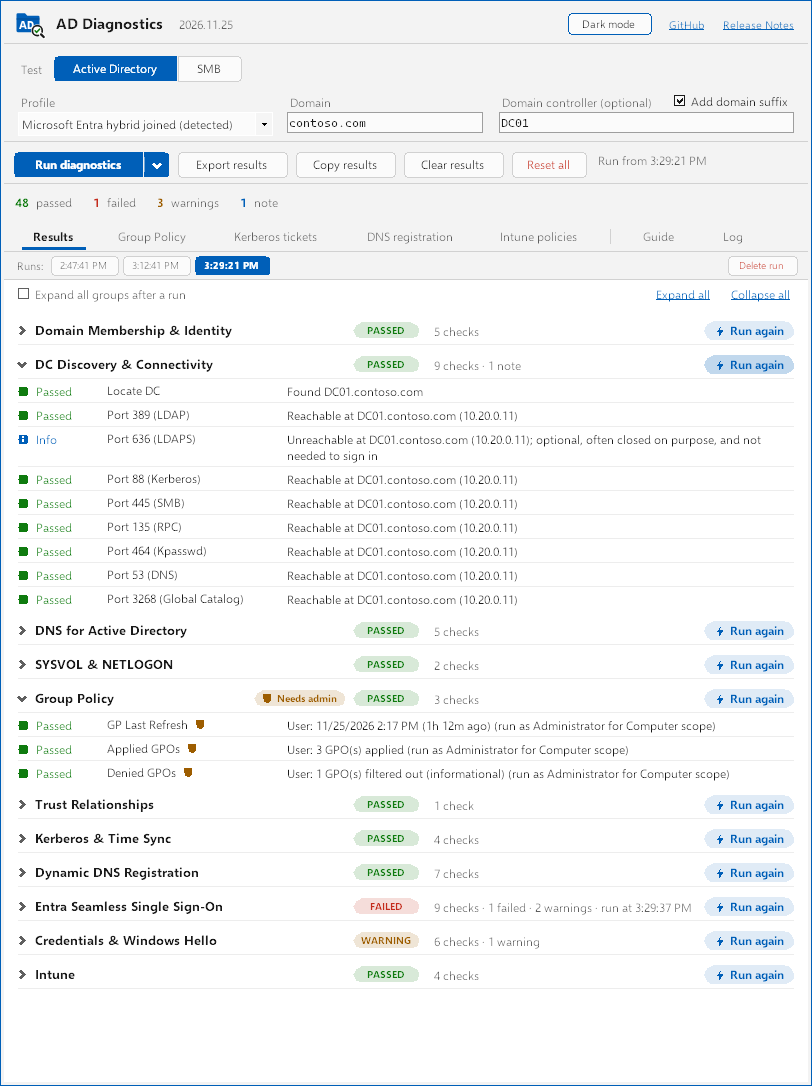 AD Diagnostics 2026.11.25 Dark mode GitHub Release Notes
Test Active Directory SMB
Profile Domain Domain controller (optional) Add domain suffix
Microsoft Entra hybrid joined (detected) contoso.com DC01
Run diagnostics Export results Copy results Clear results Reset all Run from 3:29:21 PM
48 passed 1 failed 3 warnings 1 note
Results Group Policy Kerberos tickets DNS registration Intune policies Guide Log
Runs: 2:47:41 PM 3:12:41 PM 3:29:21 PM Delete run
Expand all groups after a run Expand all Collapse all
Domain Membership & Identity PASSED 5 checks Run again
DC Discovery & Connectivity PASSED 9 checks · 1 note Run again
Passed Locate DC Found DC01.contoso.com
Passed Port 389 (LDAP) Reachable at DC01.contoso.com (10.20.0.11)
Info Port 636 (LDAPS) Unreachable at DC01.contoso.com (10.20.0.11); optional, often closed on purpose, and not
needed to sign in
Passed Port 88 (Kerberos) Reachable at DC01.contoso.com (10.20.0.11)
Passed Port 445 (SMB) Reachable at DC01.contoso.com (10.20.0.11)
Passed Port 135 (RPC) Reachable at DC01.contoso.com (10.20.0.11)
Passed Port 464 (Kpasswd) Reachable at DC01.contoso.com (10.20.0.11)
Passed Port 53 (DNS) Reachable at DC01.contoso.com (10.20.0.11)
Passed Port 3268 (Global Catalog) Reachable at DC01.contoso.com (10.20.0.11)
DNS for Active Directory PASSED 5 checks Run again
SYSVOL & NETLOGON PASSED 2 checks Run again
Group Policy Needs admin PASSED 3 checks Run again
Passed GP Last Refresh User: 11/25/2026 2:17 PM (1h 12m ago) (run as Administrator for Computer scope)
Passed Applied GPOs User: 3 GPO(s) applied (run as Administrator for Computer scope)
Passed Denied GPOs User: 1 GPO(s) filtered out (informational) (run as Administrator for Computer scope)
Trust Relationships PASSED 1 check Run again
Kerberos & Time Sync PASSED 4 checks Run again
Dynamic DNS Registration PASSED 7 checks Run again
Entra Seamless Single Sign-On FAILED 9 checks · 1 failed · 2 warnings · run at 3:29:37 PM Run again
Credentials & Windows Hello WARNING 6 checks · 1 warning Run again
Intune PASSED 4 checks Run again